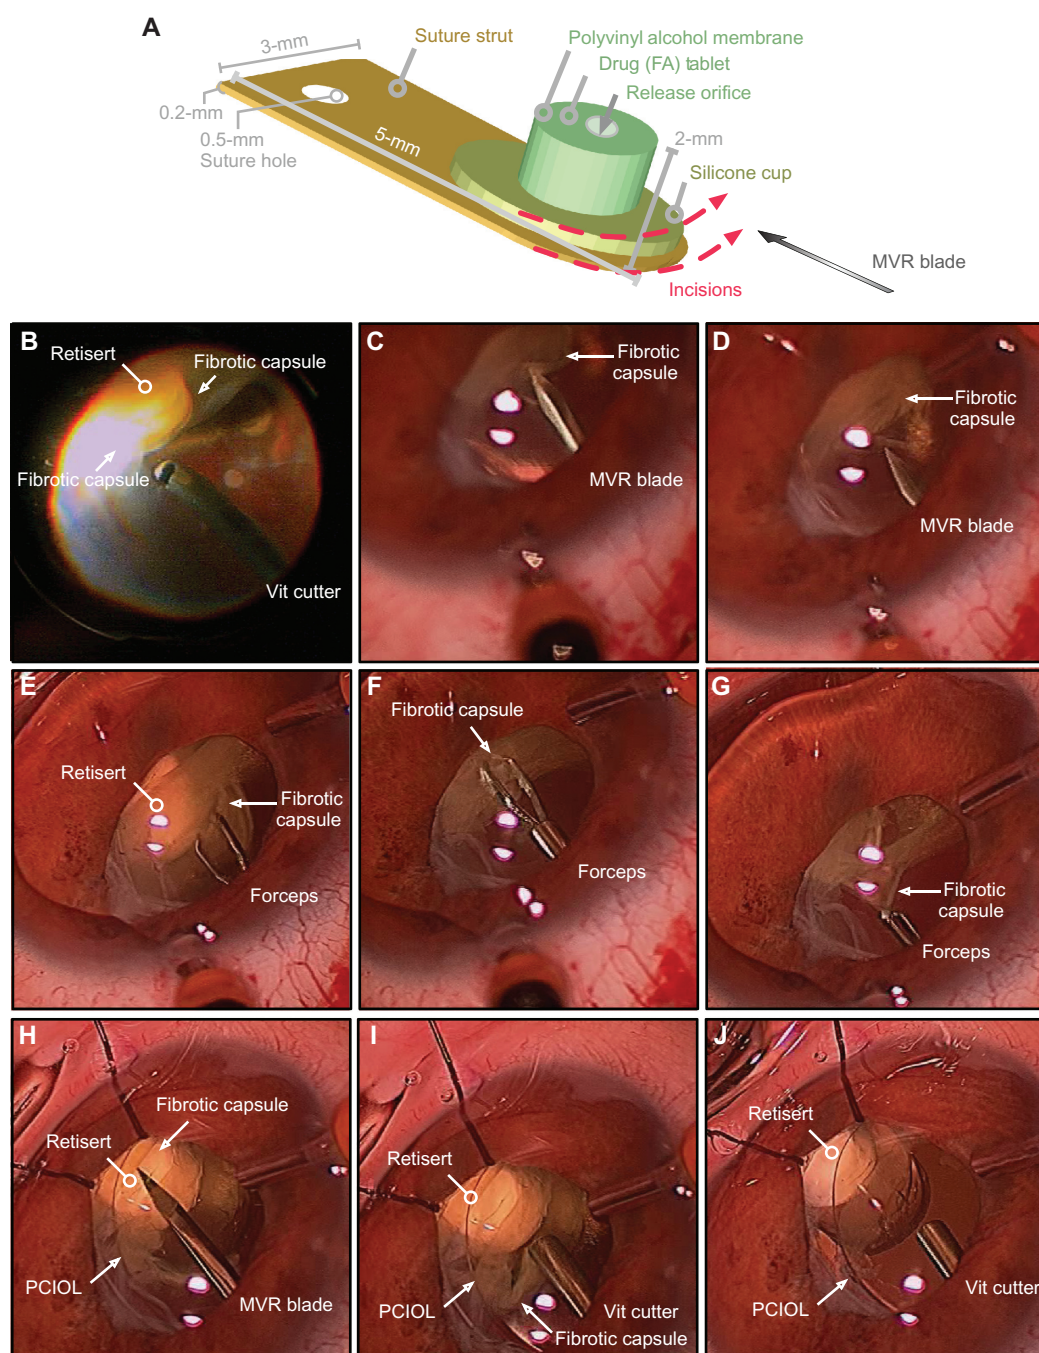 A
3-mm
Suture strut
Polyvinyl alcohol membrane
Drug (FA) tablet
Release orifice
0.2-mm
0.5-mm
Suture hole
5-mm
2-mm
Silicone cup
MVR blade
Incisions
B
Retisert
Fibrotic capsule
Fibrotic capsule
Vit cutter
C
Fibrotic
capsule
MVR blade
D
Fibrotic
capsule
MVR blade
E
Retisert
Fibrotic
capsule
Forceps
F
Fibrotic capsule
Forceps
G
Fibrotic
capsule
Forceps
H
Fibrotic capsule
Retisert
PCIOL
MVR blade
I
Retisert
PCIOL
Vit cutter
Fibrotic capsule
J
Retisert
PCIOL
Vit cutter